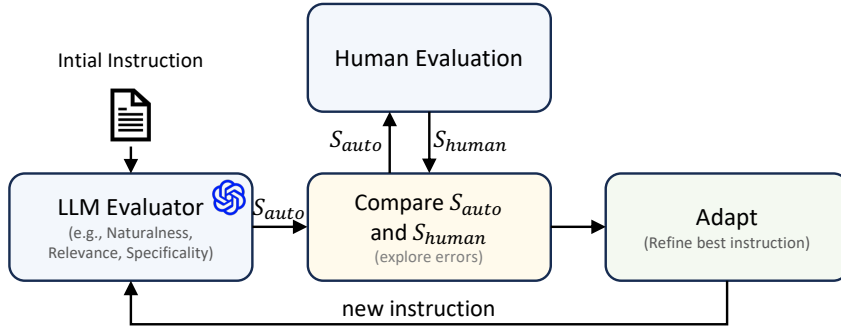 Intial Instruction
Human Evaluation
S_auto
S_human
LLM Evaluator
(e.g., Naturalness,
Relevance, Specificality)
S_auto
Compare S_auto
and S_human
(explore errors)
Adapt
(Refine best instruction)
new instruction